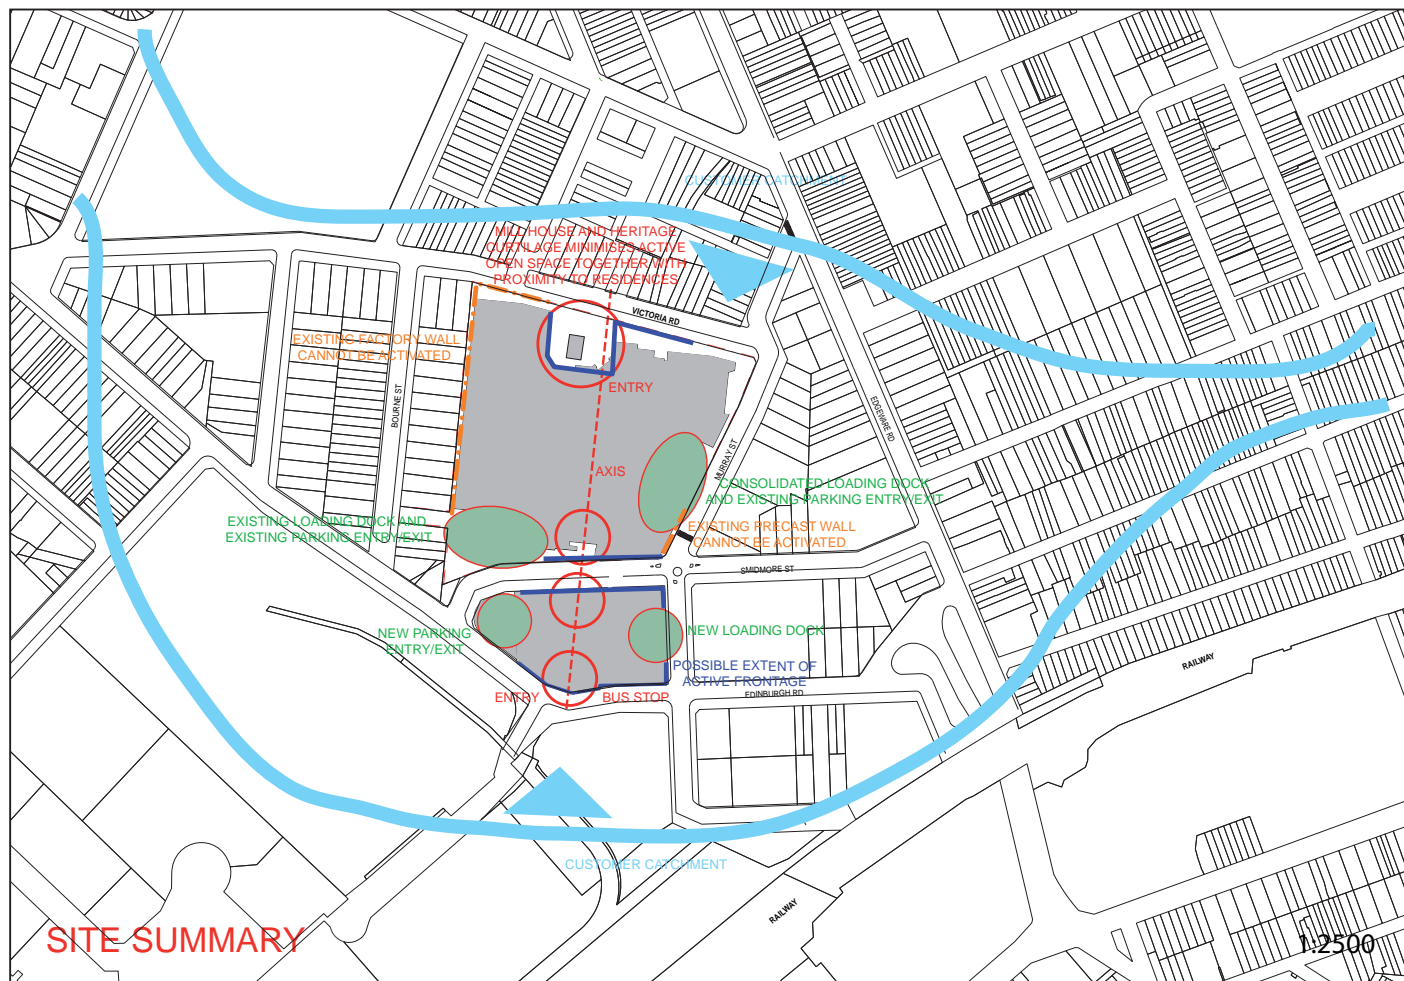 CUSTOMER CATCHMENT
MILL HOUSE AND HERITAGE
CURTILAGE MINIMISES ACTIVE
OPEN SPACE TOGETHER WITH
PROXIMITY TO RESIDENCES
VICTORIA RD
EXISTING FACTORY WALL
CANNOT BE ACTIVATED
ENTRY
BOURNE ST
EDGEWARE RD
MURRAY ST
AXIS
CONSOLIDATED LOADING DOCK
AND EXISTING PARKING ENTRY/EXIT
EXISTING LOADING DOCK AND
EXISTING PARKING ENTRY/EXIT
EXISTING PRECAST WALL
CANNOT BE ACTIVATED
SMIDMORE ST
NEW PARKING
ENTRY/EXIT
NEW LOADING DOCK
POSSIBLE EXTENT OF
ACTIVE FRONTAGE
RAILWAY
ENTRY
BUS STOP
EDINBURGH RD
CUSTOMER CATCHMENT
RAILWAY
SITE SUMMARY
1:2500